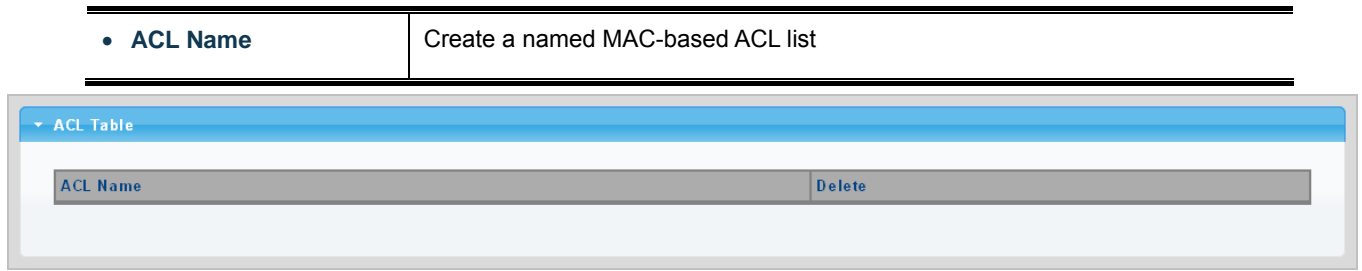 • ACL Name Create a named MAC-based ACL list
ACL Table
ACL Name Delete